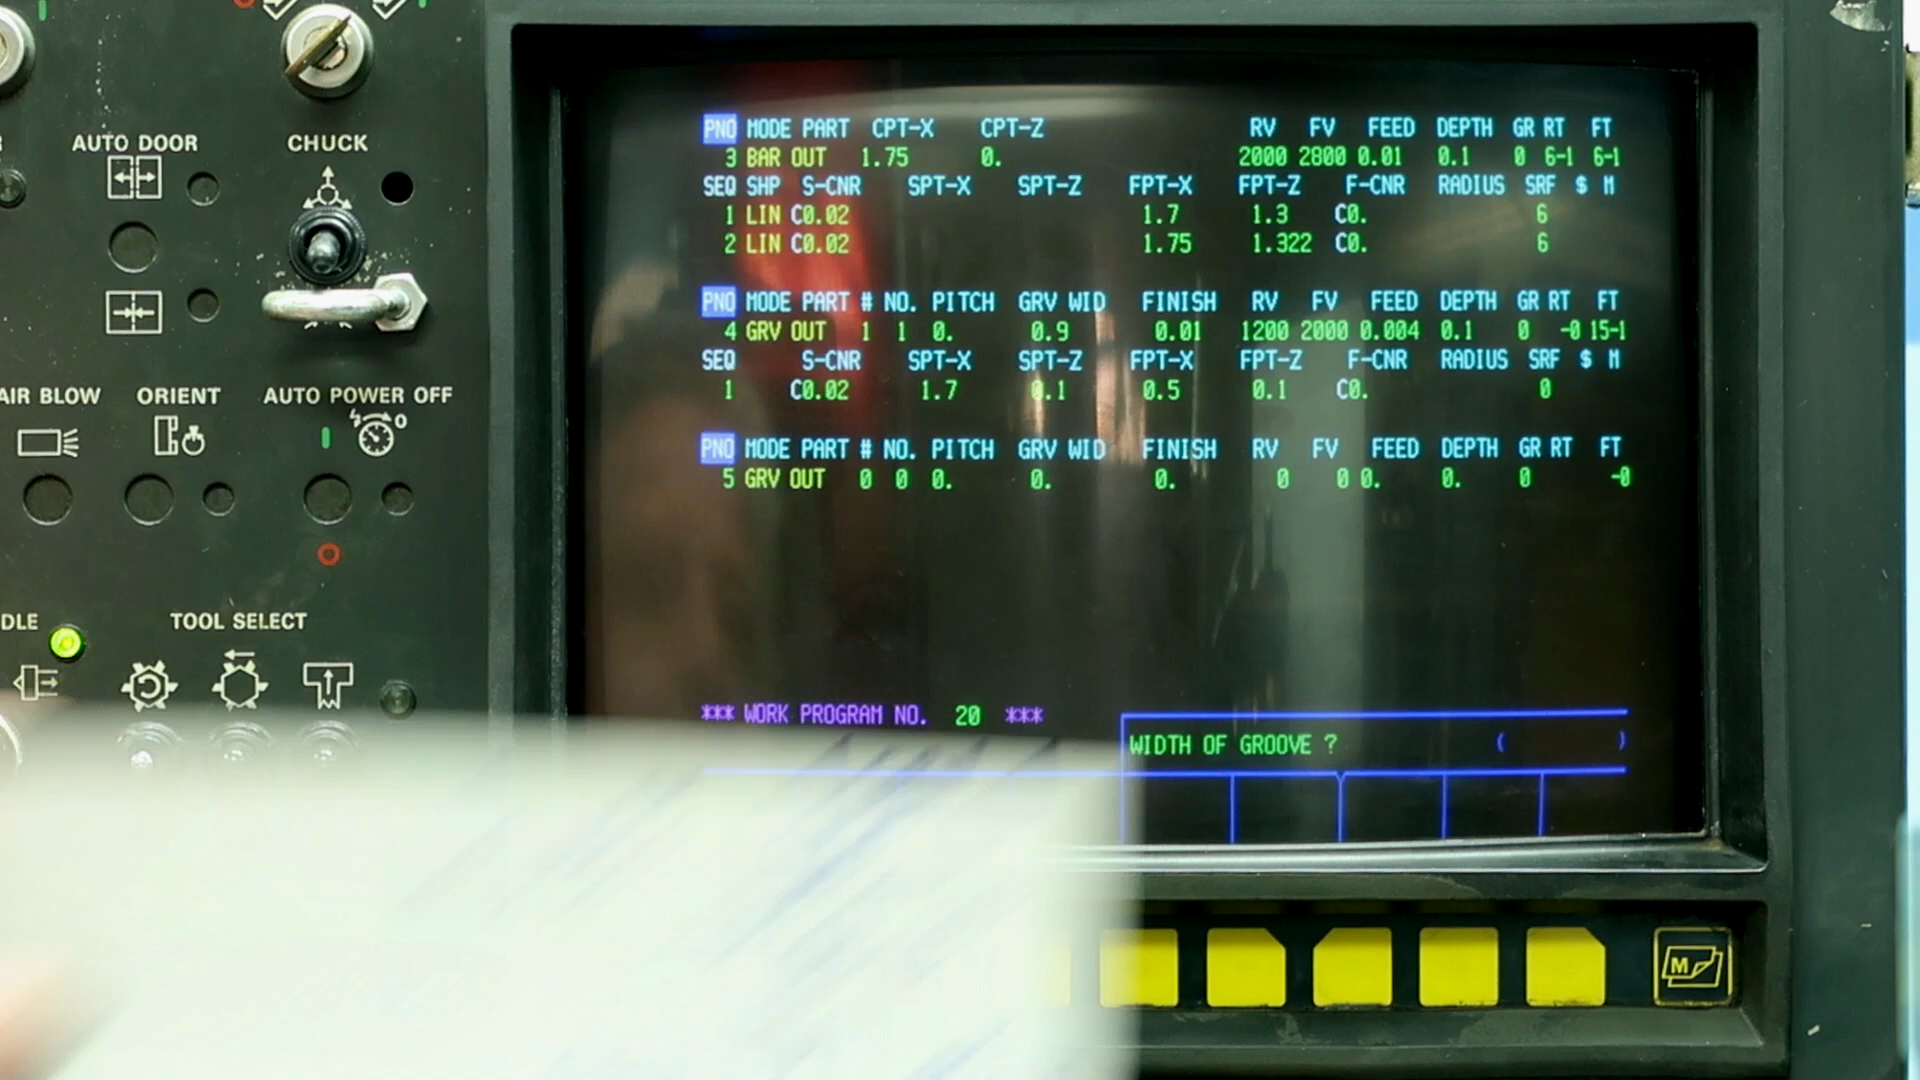 AUTO DOOR
CHUCK
AIR BLOW
ORIENT
AUTO POWER OFF
TOOL SELECT
PNO MODE PART CPT-X CPT-Z RV FV FEED DEPTH GR RT FT
3 BAR OUT 1.75 0. 2000 2800 0.01 0.1 0 6-1 6-1
SEQ SHP S-CNR SPT-X SPT-Z FPT-X FPT-Z F-CNR RADIUS SRF $ M
1 LIN C0.02 1.7 1.3 C0. 6
2 LIN C0.02 1.75 1.322 C0. 6
PNO MODE PART # NO. PITCH GRV WID FINISH RV FV FEED DEPTH GR RT FT
4 GRV OUT 1 1 0. 0.9 0.01 1200 2000 0.004 0.1 0 -0 15-1
SEQ S-CNR SPT-X SPT-Z FPT-X FPT-Z F-CNR RADIUS SRF $ M
1 C0.02 1.7 0.1 0.5 0.1 C0. 0
PNO MODE PART # NO. PITCH GRV WID FINISH RV FV FEED DEPTH GR RT FT
5 GRV OUT 0 0 0. 0. 0. 0 0 0. 0. 0 -0
*** WORK PROGRAM NO. 20 ***
WIDTH OF GROOVE ? ( )
M